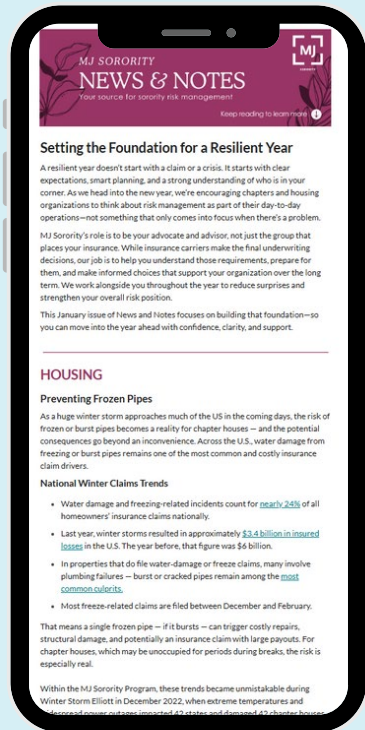 MJ SORORITY
NEWS & NOTES
Your source for sorority risk management
MJ
SORORITY
Keep reading to learn more
Setting the Foundation for a Resilient Year
A resilient year doesn't start with a claim or a crisis. It starts with clear
expectations, smart planning, and a strong understanding of who is in your
corner. As we head into the new year, we're encouraging chapters and housing
organizations to think about risk management as part of their day-to-day
operations—not something that only comes into focus when there's a problem.
MJ Sorority's role is to be your advocate and advisor, not just the group that
places your insurance. While insurance carriers make the final underwriting
decisions, our job is to help you understand those requirements, prepare for
them, and make informed choices that support your organization over the long
term. We work alongside you throughout the year to reduce surprises and
strengthen your overall risk position.
This January issue of News and Notes focuses on building that foundation—so
you can move into the year ahead with confidence, clarity, and support.
HOUSING
Preventing Frozen Pipes
As a huge winter storm approaches much of the US in the coming days, the risk of
frozen or burst pipes becomes a reality for chapter houses — and the potential
consequences go beyond an inconvenience. Across the U.S., water damage from
freezing or burst pipes remains one of the most common and costly insurance
claim drivers.
National Winter Claims Trends
• Water damage and freezing-related incidents count for nearly 24% of all
homeowners' insurance claims nationally.
• Last year, winter storms resulted in approximately $3.4 billion in insured
losses in the U.S. The year before, that figure was $6 billion.
• In properties that do file water-damage or freeze claims, many involve
plumbing failures — burst or cracked pipes remain among the most
common culprits.
• Most freeze-related claims are filed between December and February.
That means a single frozen pipe — if it bursts — can trigger costly repairs,
structural damage, and potentially an insurance claim with large payouts. For
chapter houses, which may be unoccupied for periods during breaks, the risk is
especially real.
Within the MJ Sorority Program, these trends became unmistakable during
Winter Storm Elliott in December 2022, when extreme temperatures and
widespread power outages impacted 42 states and damaged 42 chapter houses